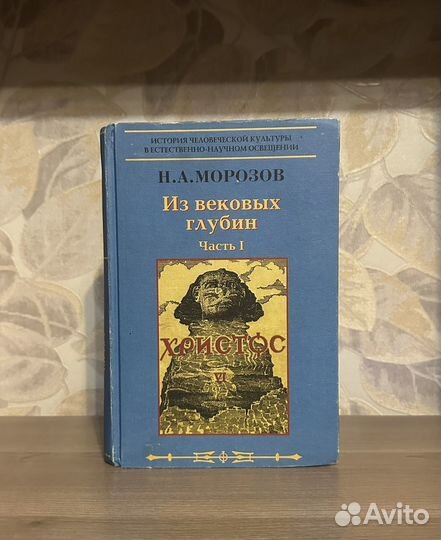 ИСТОРИЯ ЧЕЛОВЕЧЕСКОЙ КУЛЬТУРЫ
В ЕСТЕСТВЕННО-НАУЧНОМ ОСВЕЩЕНИИ
Н.А.МОРОЗОВ
Из вековых
глубин
Часть I
ХРИСТОС
VI
Avito